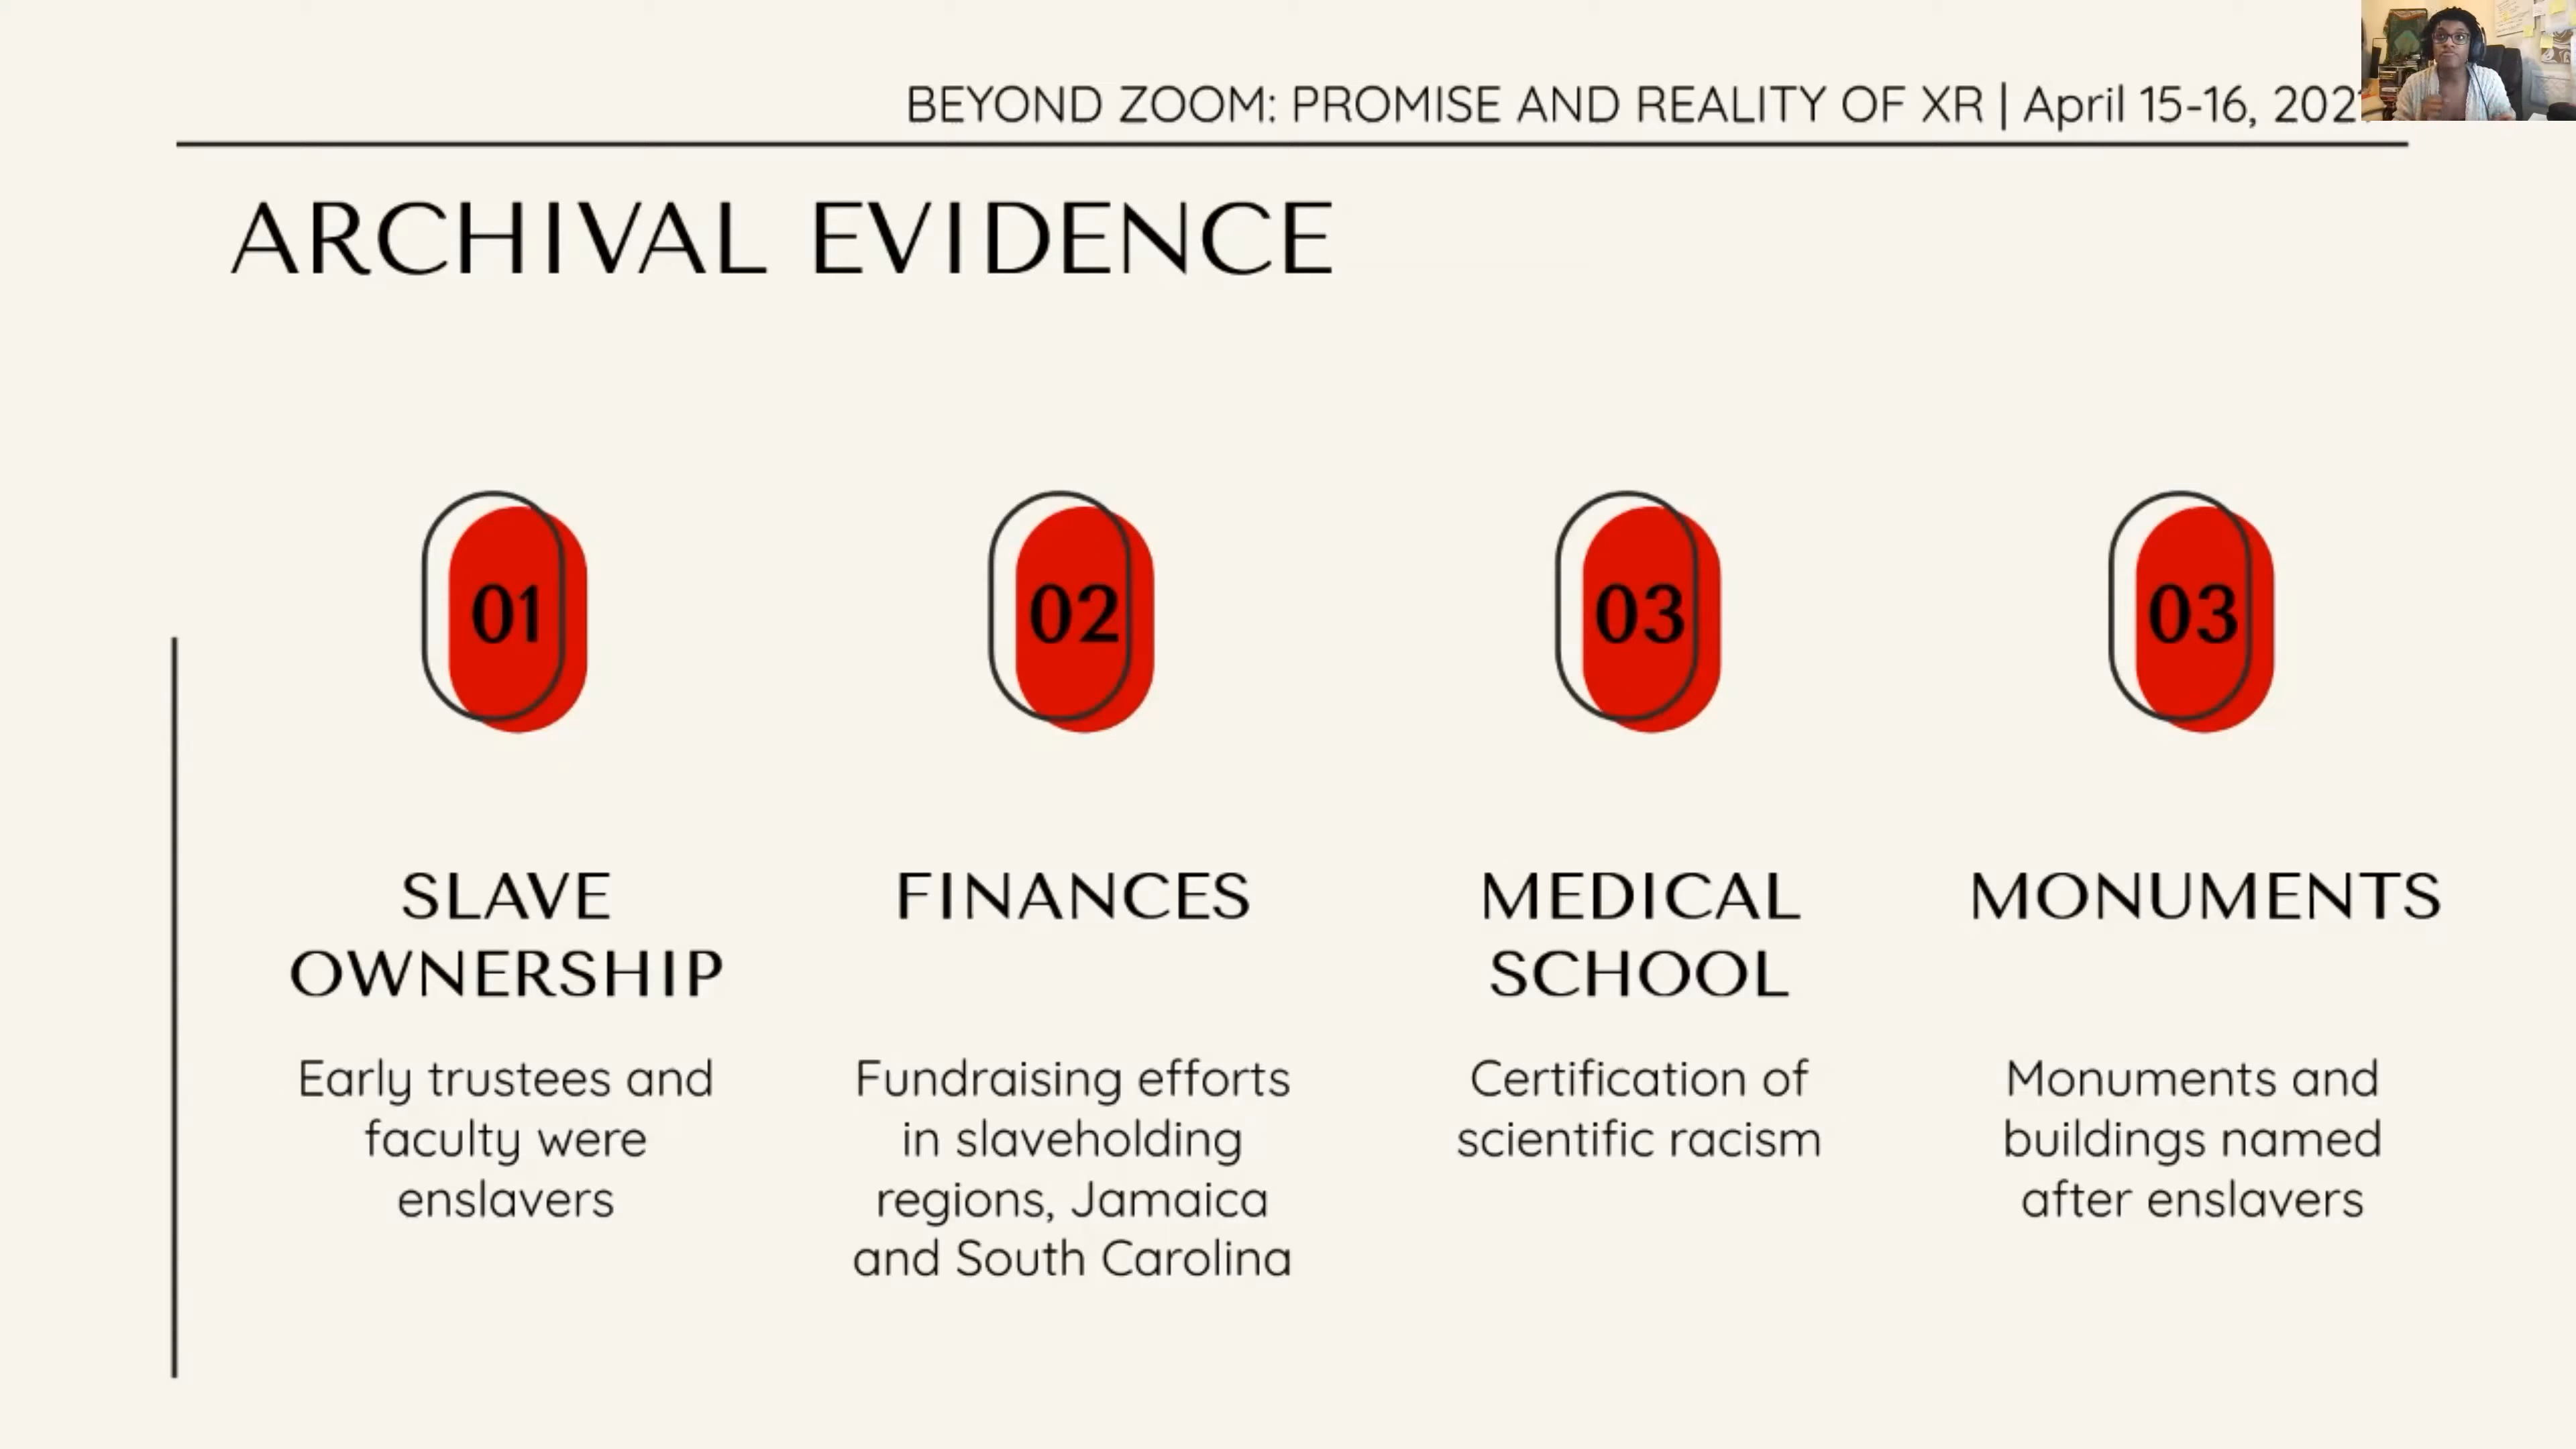 BEYOND ZOOM: PROMISE AND REALITY OF XR | April 15-16,
ARCHIVAL EVIDENCE
01
02
03
03
SLAVE
OWNERSHIP
Early trustees and
faculty were
enslavers
FINANCES
Fundraising efforts
in slaveholding
regions, Jamaica
and South Carolina
MEDICAL
SCHOOL
Certification of
scientific racism
MONUMENTS
Monuments and
buildings named
after enslavers